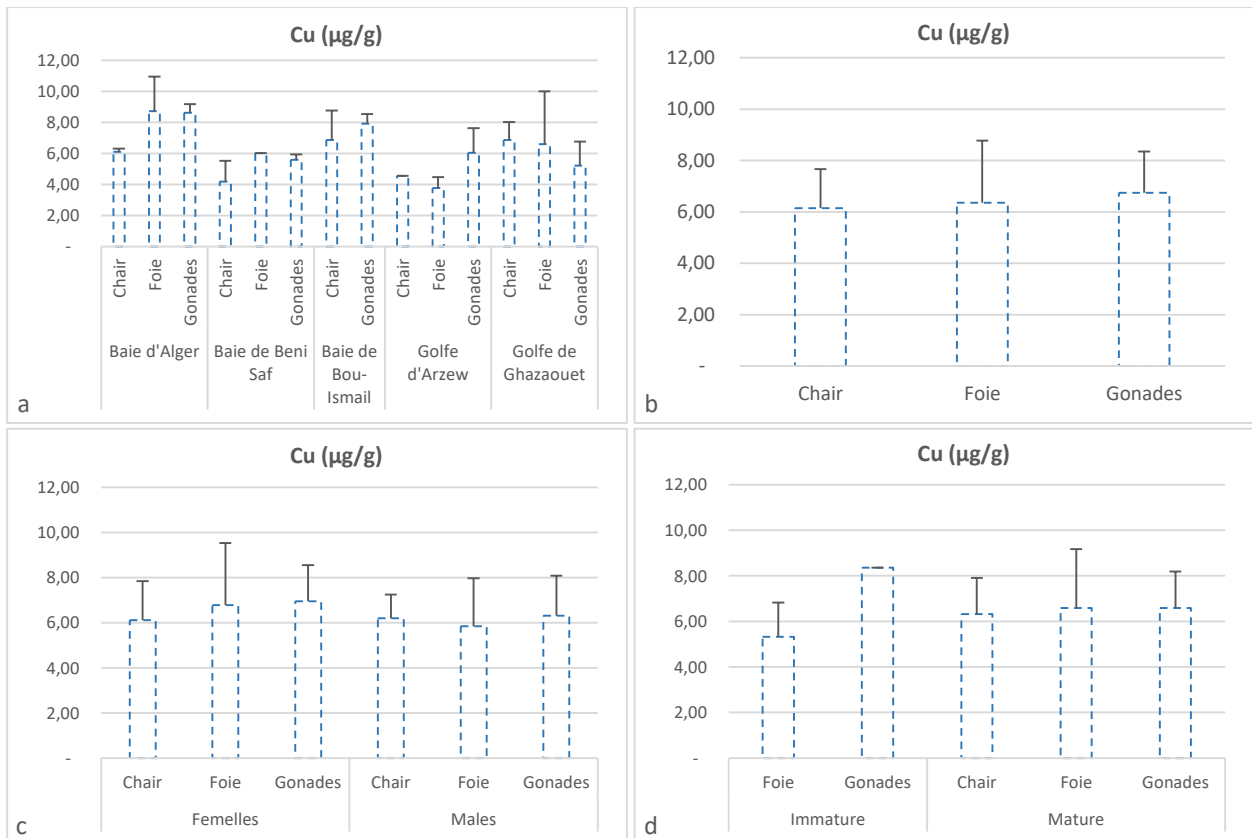 Cu (µg/g)
12,00
10,00
8,00
6,00
4,00
2,00
-
Chair
Foie
Gonades
Chair
Foie
Gonades
Chair
Gonades
Chair
Foie
Gonades
Chair
Foie
Gonades
Baie d'Alger
Baie de Beni
Saf
Baie de
Bou-
Ismail
Golfe
d'Arzew
Golfe de
Ghazaouet
a
Cu (µg/g)
12,00
10,00
8,00
6,00
4,00
2,00
-
Chair Foie Gonades
b
Cu (µg/g)
12,00
10,00
8,00
6,00
4,00
2,00
-
Chair Foie Gonades Chair Foie Gonades
Femelles Males
c
Cu (µg/g)
12,00
10,00
8,00
6,00
4,00
2,00
-
Foie Gonades Chair Foie Gonades
Immature Mature
d